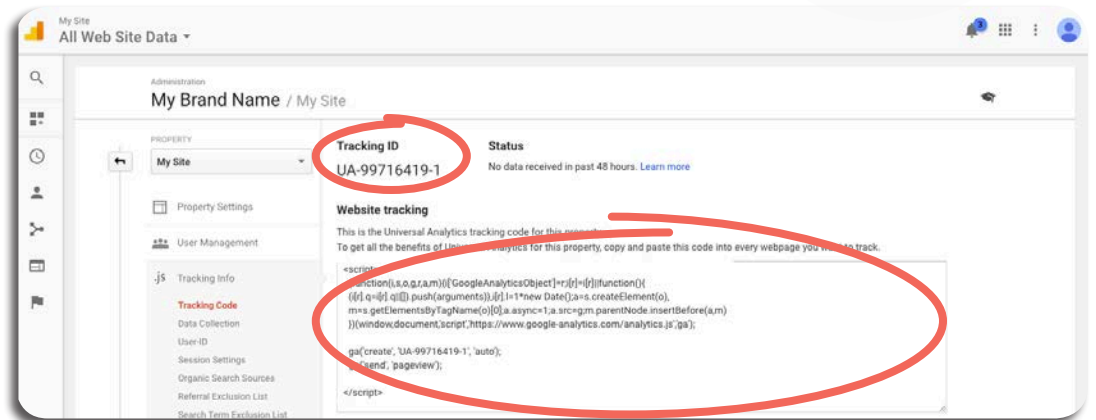 My Site
All Web Site Data
3
Administration
My Brand Name / My Site
PROPERTY
My Site
Tracking ID
UA-99716419-1
Status
No data received in past 48 hours. Learn more
Property Settings
User Management
.js Tracking Info
Tracking Code
Data Collection
User-ID
Session Settings
Organic Search Sources
Referral Exclusion List
Search Term Exclusion List
Website tracking
This is the Universal Analytics tracking code for this
To get all the benefits of Universal Analytics for this property, copy and paste this code into every webpage you want to track.
<script>
(function(i,s,o,g,r,a,m){i['GoogleAnalyticsObject']=r;i[r]=i[r]||function(){
(i[r].q=i[r].q||[]).push(arguments)},i[r].l=1*new Date();a=s.createElement(o),
m=s.getElementsByTagName(o)[0];a.async=1;a.src=g;m.parentNode.insertBefore(a,m)
})(window,document,'script','https://www.google-analytics.com/analytics.js','ga');
ga('create', 'UA-99716419-1', 'auto');
'send', 'pageview');
</script>